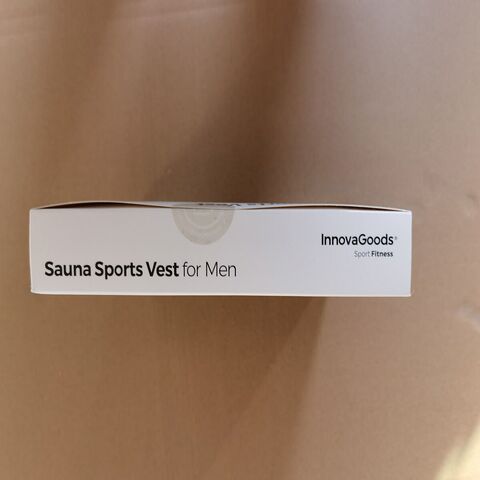 InnovaGoods®
Sport Fitness
Sauna Sports Vest for Men